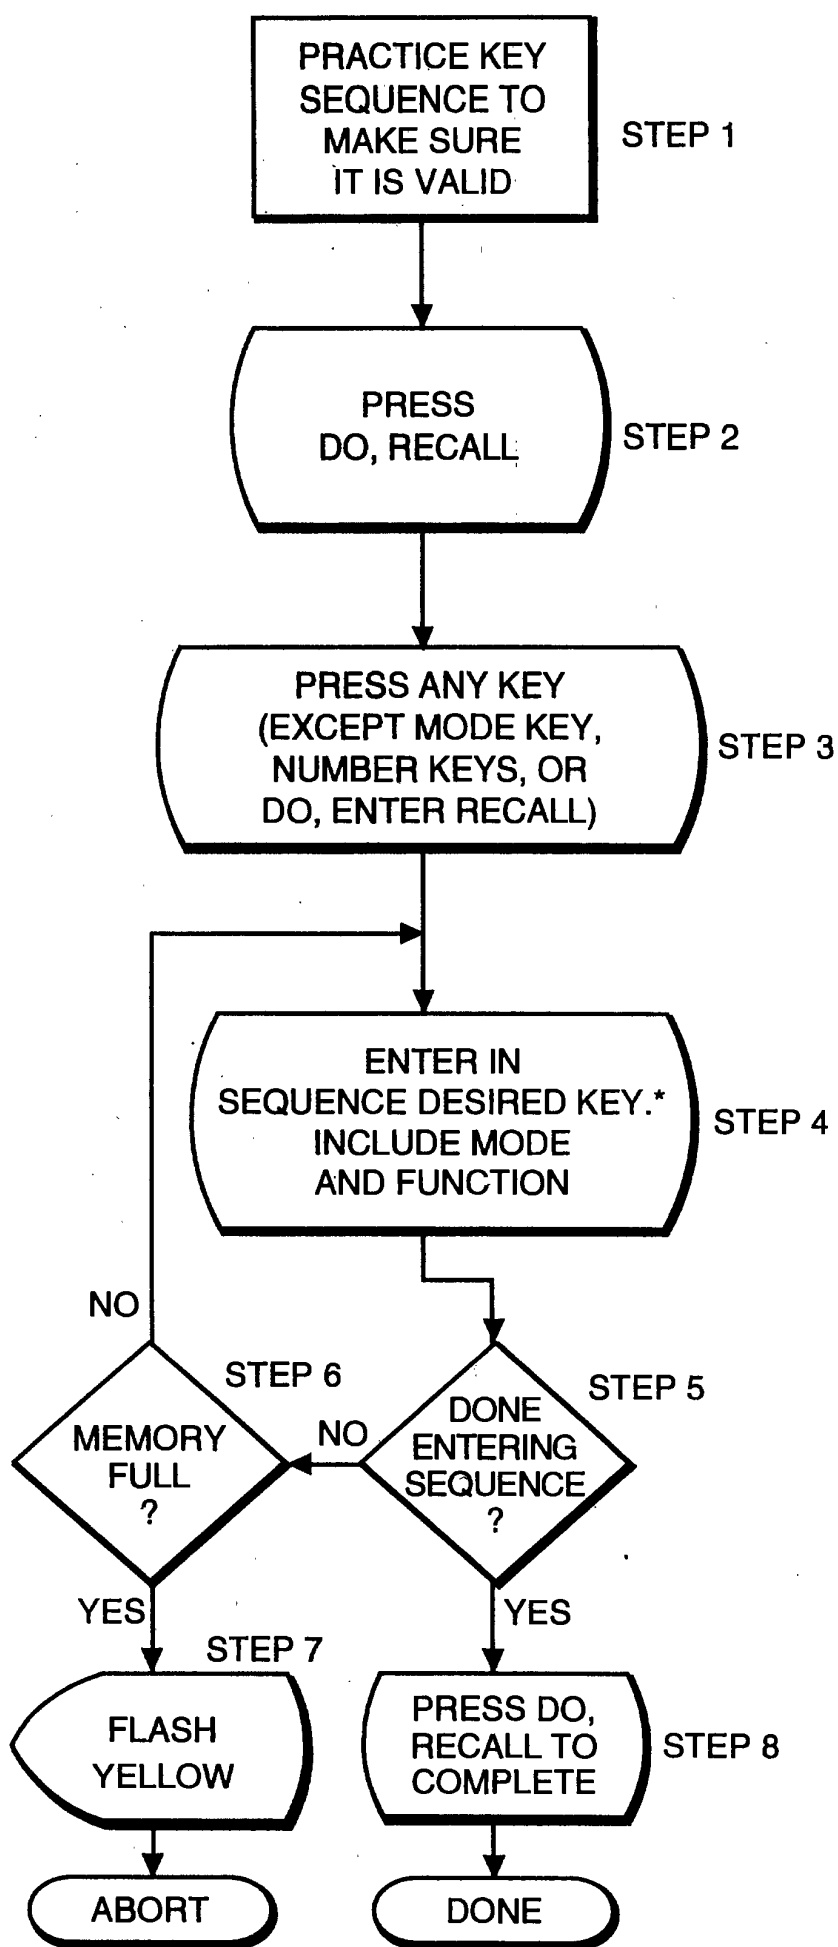 PRACTICE KEY
SEQUENCE TO
MAKE SURE
IT IS VALID
STEP 1
PRESS
DO, RECALL
STEP 2
PRESS ANY KEY
(EXCEPT MODE KEY,
NUMBER KEYS, OR
DO, ENTER RECALL)
STEP 3
ENTER IN
SEQUENCE DESIRED KEY.*
INCLUDE MODE
AND FUNCTION
STEP 4
NO
STEP 6
MEMORY
FULL
?
NO
STEP 5
DONE
ENTERING
SEQUENCE
?
YES
YES
STEP 7
FLASH
YELLOW
PRESS DO,
RECALL TO
COMPLETE
STEP 8
ABORT
DONE